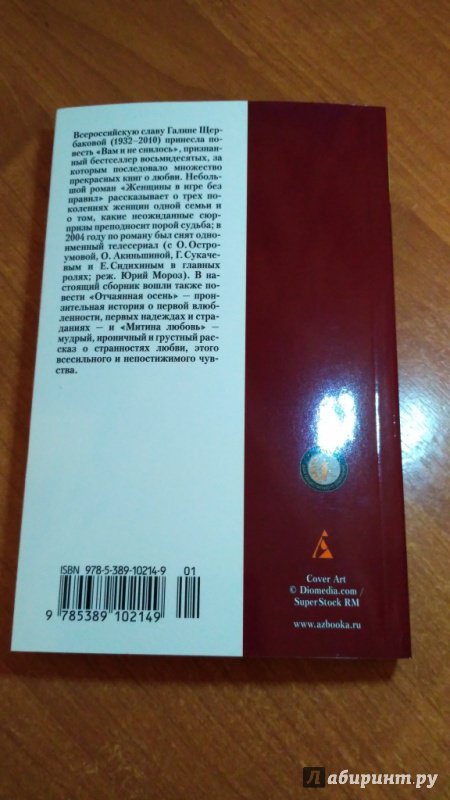 Всероссийскую славу Галине Щер-
баковой (1932–2010) принесла по-
весть «Вам и не снилось», признан-
ный бестселлер восьмидесятых, за
которым последовало множество
прекрасных книг о любви. Неболь-
шой роман «Женщины в игре без
правил» рассказывает о трех по-
колениях женщин одной семьи и
о том, какие неожиданные сюр-
призы преподносит порой судьба; в
2004 году по роману был снят одно-
именный телесериал (с О. Остро-
умовой, О. Акиньшиной, Г. Сукаче-
вым и Е. Сидихиным в главных
ролях; реж. Юрий Мороз). В на-
стоящий сборник вошли также по-
вести «Отчаянная осень» — прон-
зительная история о первой влюб-
ленности, первых надеждах и стра-
даниях — и «Митина любовь» —
мудрый, ироничный и грустный рас-
сказ о странностях любви, этого
всесильного и непостижимого чув-
ства.
ISBN 978-5-389-10214-9
01
9 785389 102149
Cover Art
© Diomedia.com /
SuperStock RM
www.azbooka.ru
Лабиринт.ру